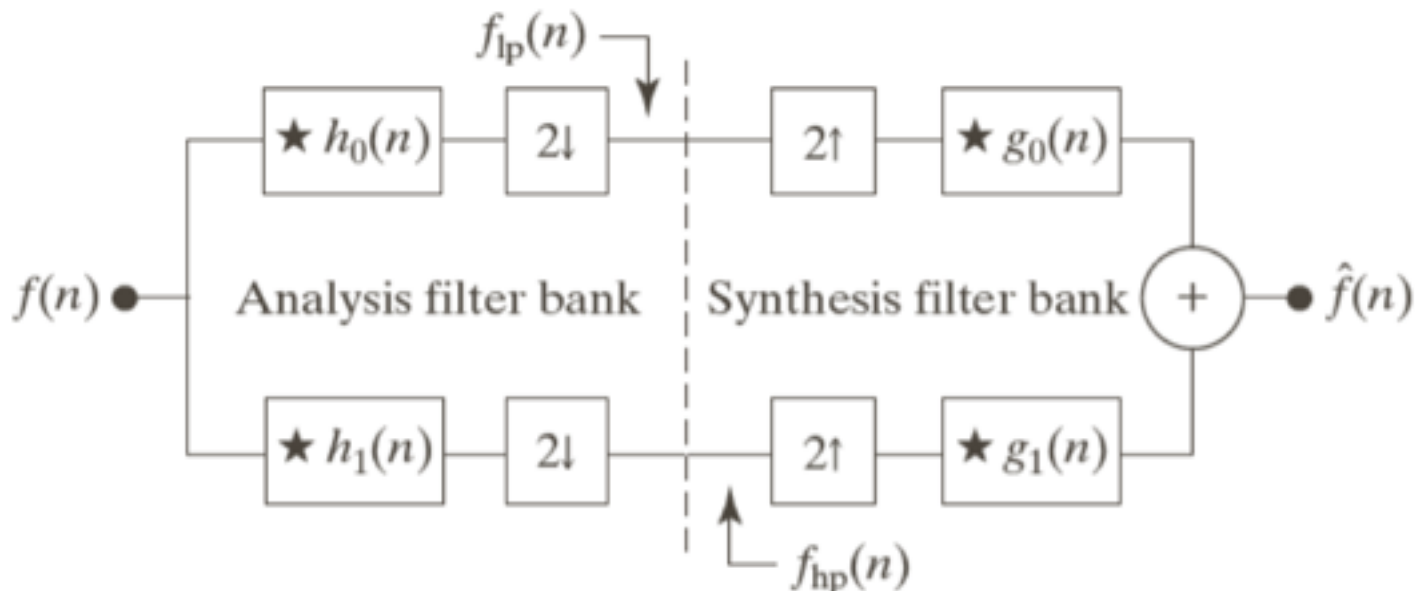 f_lp(n)
★ h_0(n) 2↓ 2↑ ★ g_0(n)
f(n) Analysis filter bank Synthesis filter bank + f̂(n)
★ h_1(n) 2↓ 2↑ ★ g_1(n)
f_hp(n)